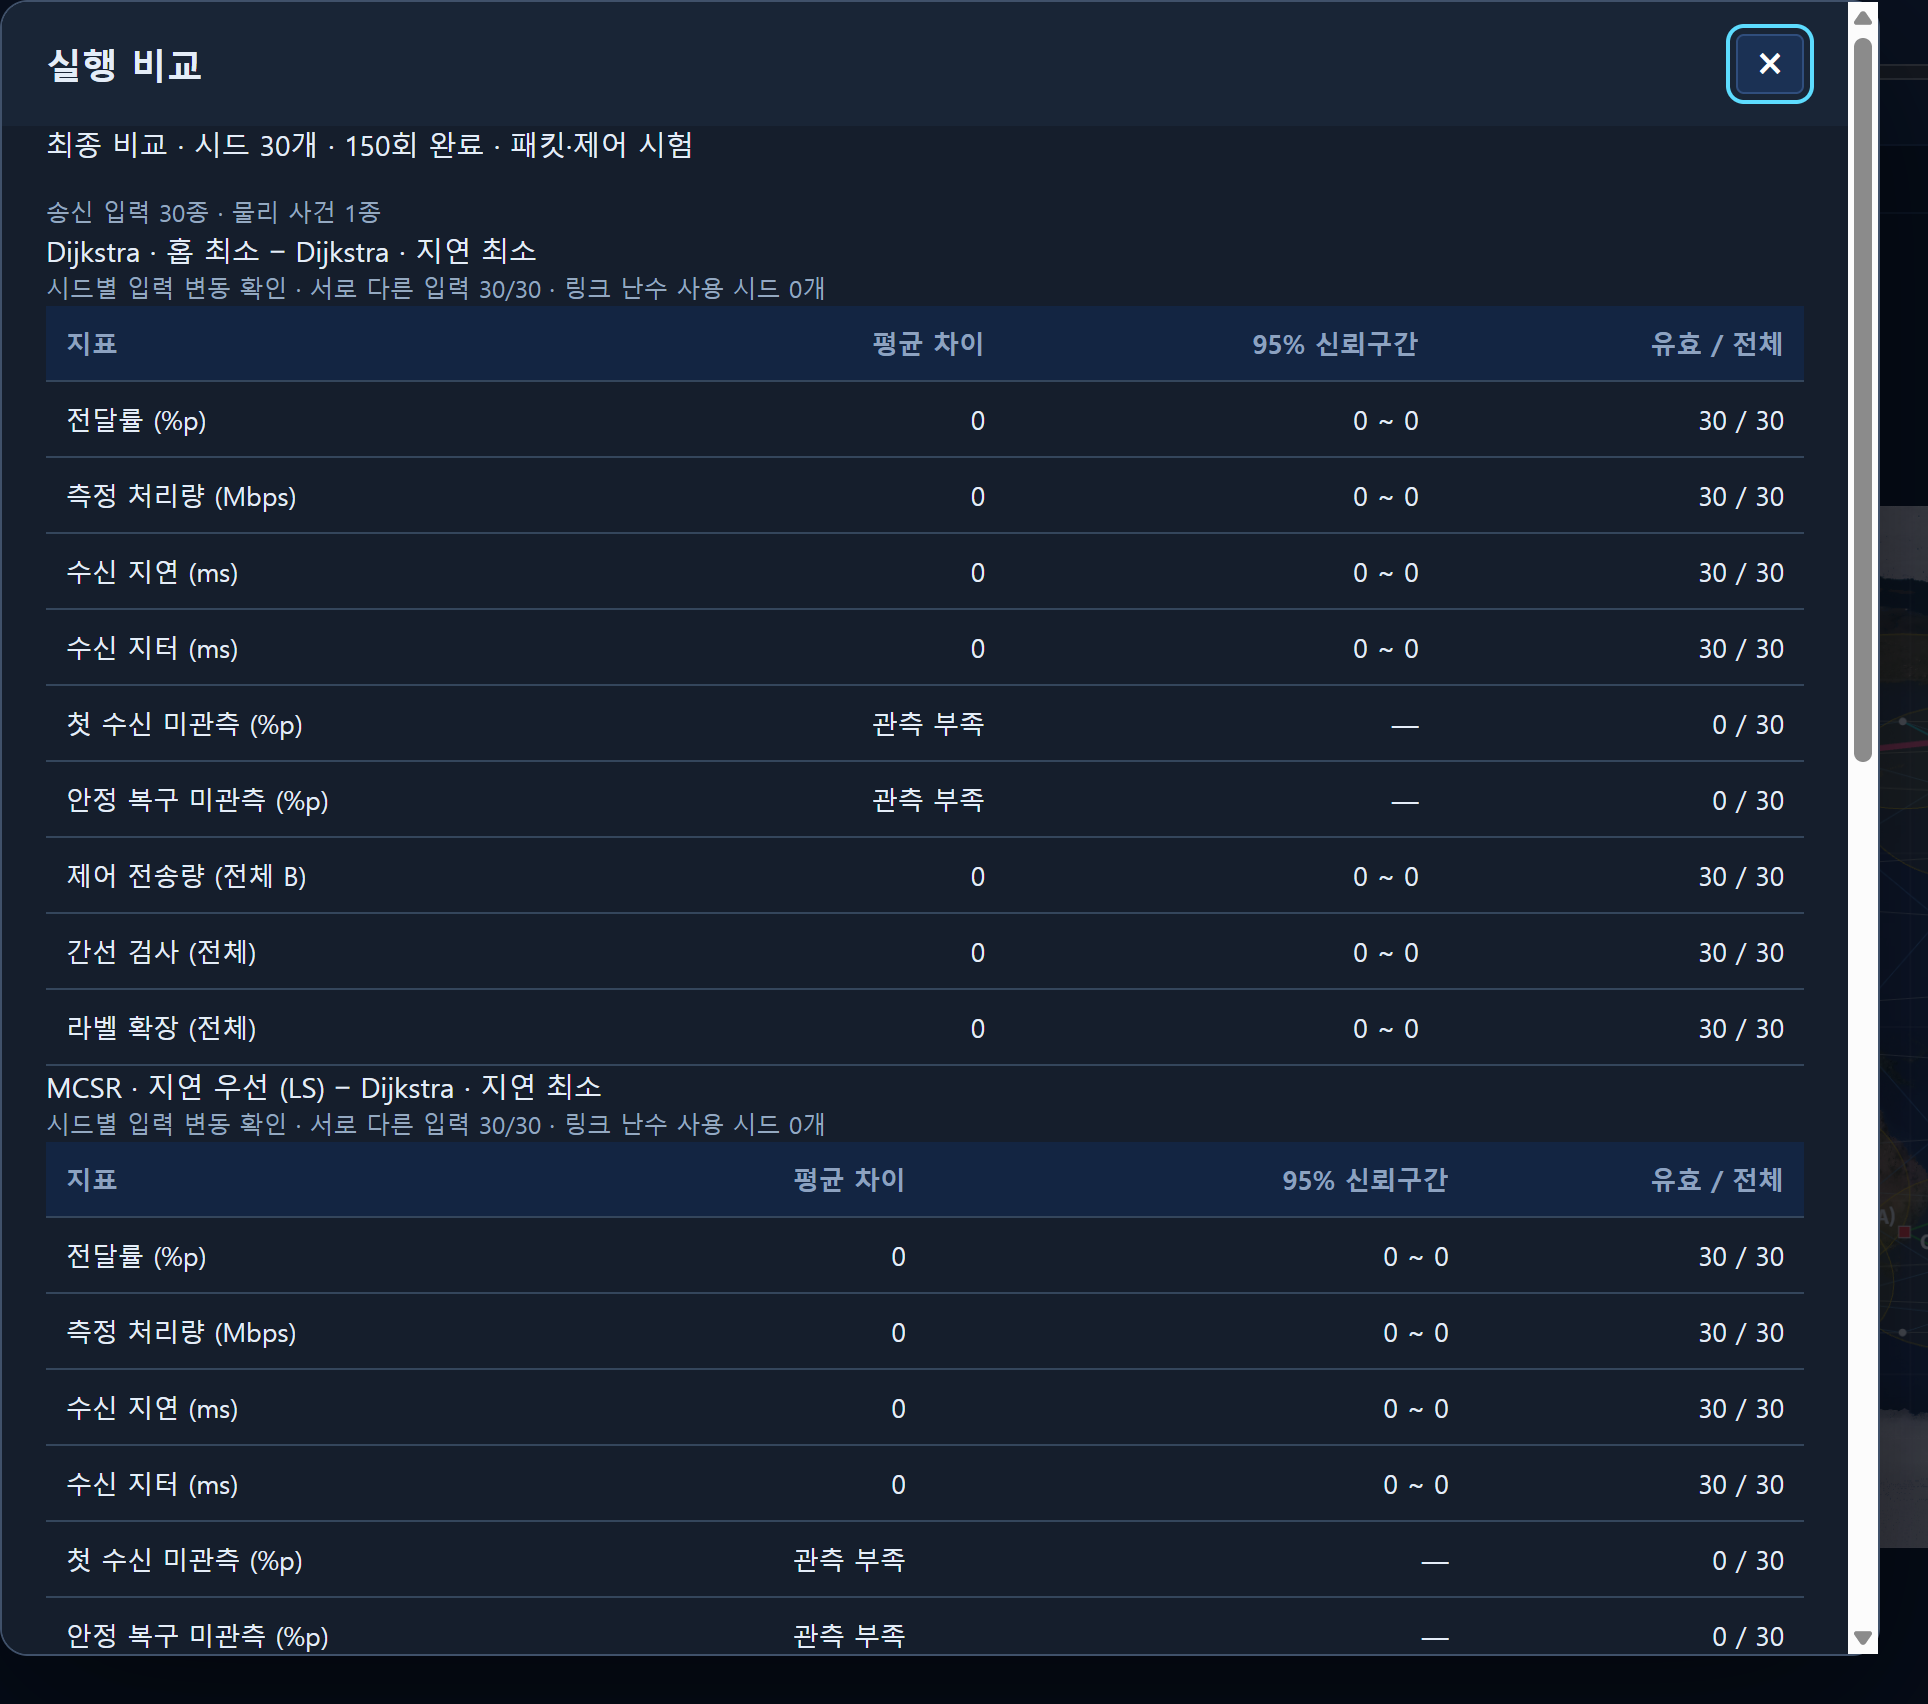 실행 비교
×
최종 비교 · 시드 30개 · 150회 완료 · 패킷·제어 시험
송신 입력 30종 · 물리 사건 1종
Dijkstra · 홉 최소 − Dijkstra · 지연 최소
시드별 입력 변동 확인 · 서로 다른 입력 30/30 · 링크 난수 사용 시드 0개
지표 평균 차이 95% 신뢰구간 유효 / 전체
전달률 (%p) 0 0 ~ 0 30 / 30
측정 처리량 (Mbps) 0 0 ~ 0 30 / 30
수신 지연 (ms) 0 0 ~ 0 30 / 30
수신 지터 (ms) 0 0 ~ 0 30 / 30
첫 수신 미관측 (%p) 관측 부족 — 0 / 30
안정 복구 미관측 (%p) 관측 부족 — 0 / 30
제어 전송량 (전체 B) 0 0 ~ 0 30 / 30
간선 검사 (전체) 0 0 ~ 0 30 / 30
라벨 확장 (전체) 0 0 ~ 0 30 / 30
MCSR · 지연 우선 (LS) − Dijkstra · 지연 최소
시드별 입력 변동 확인 · 서로 다른 입력 30/30 · 링크 난수 사용 시드 0개
지표 평균 차이 95% 신뢰구간 유효 / 전체
전달률 (%p) 0 0 ~ 0 30 / 30
측정 처리량 (Mbps) 0 0 ~ 0 30 / 30
수신 지연 (ms) 0 0 ~ 0 30 / 30
수신 지터 (ms) 0 0 ~ 0 30 / 30
첫 수신 미관측 (%p) 관측 부족 — 0 / 30
안정 복구 미관측 (%p) 관측 부족 — 0 / 30